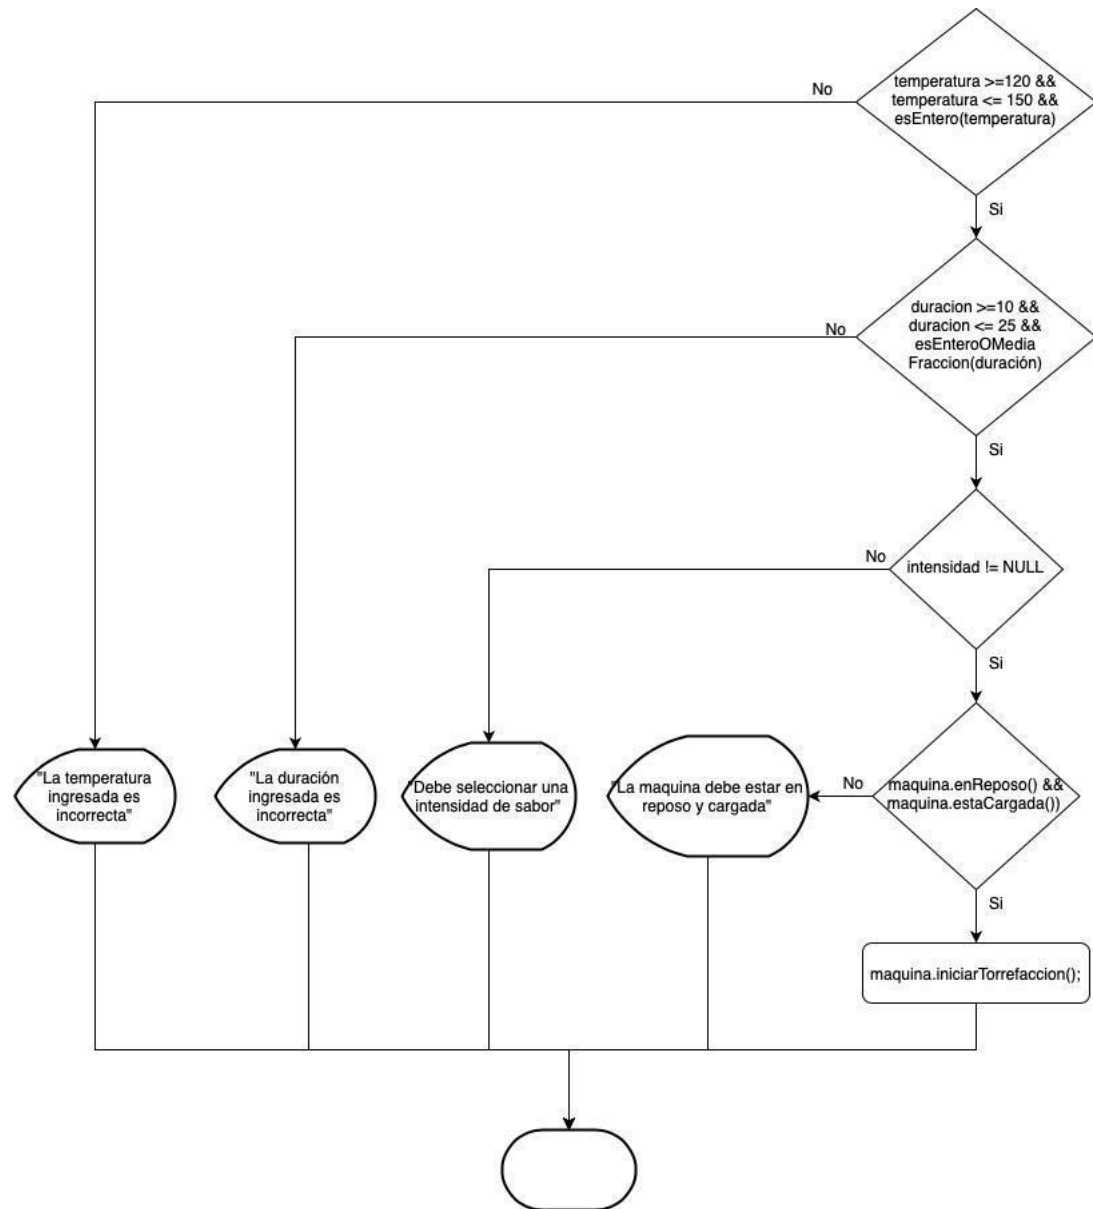 temperatura >=120 &&
temperatura <= 150 &&
esEntero(temperatura)
No
Si
duracion >=10 &&
duracion <= 25 &&
esEnteroOMedia
Fraccion(duración)
No
Si
intensidad != NULL
No
Si
maquina.enReposo() &&
maquina.estaCargada())
No
Si
"La temperatura
ingresada es
incorrecta"
"La duración
ingresada es
incorrecta"
"Debe seleccionar una
intensidad de sabor"
"La maquina debe estar en
reposo y cargada"
maquina.iniciarTorrefaccion();